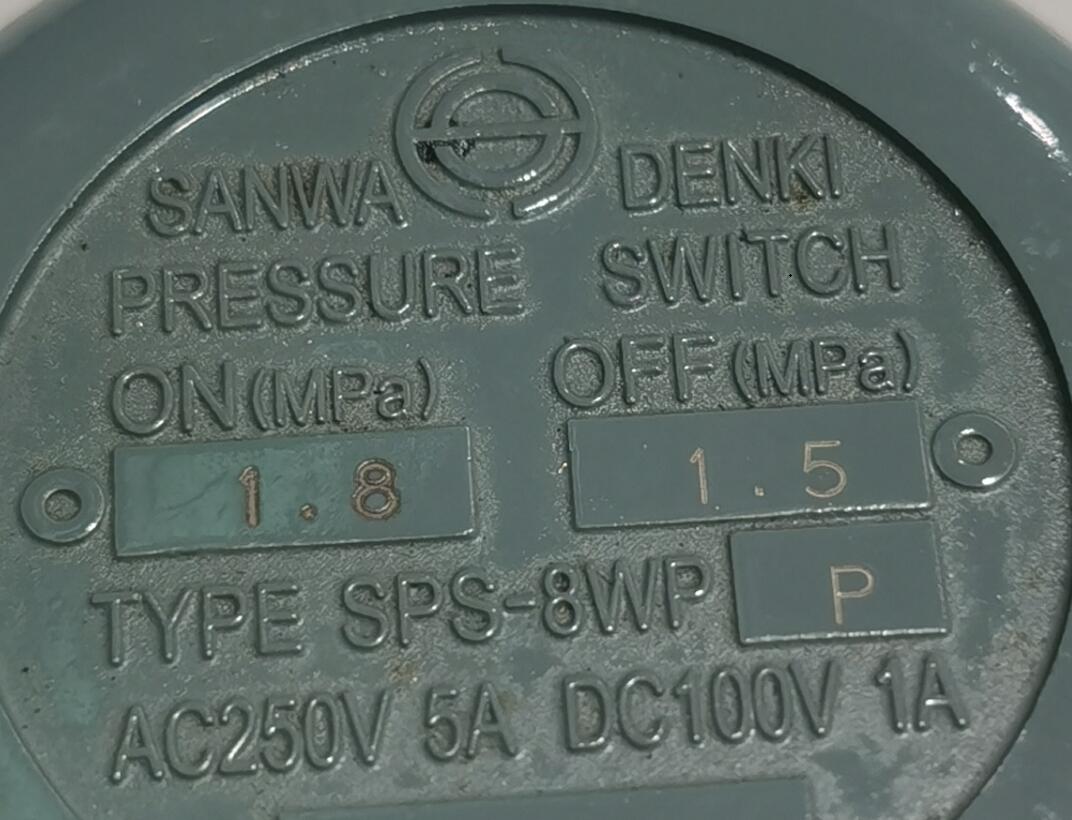 SANWA DENKI
PRESSURE SWITCH
ON(MPa) OFF(MPa)
1.8 1.5
TYPE SPS-8WP P
AC250V 5A DC100V 1A